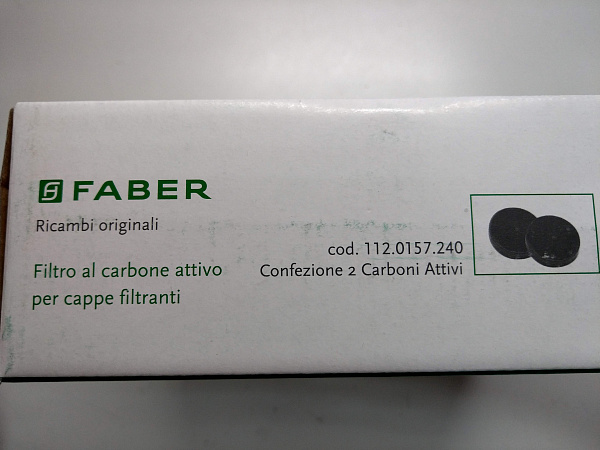 FABER
Ricambi originali
Filtro al carbone attivo
per cappe filtranti
cod. 112.0157.240
Confezione 2 Carboni Attivi